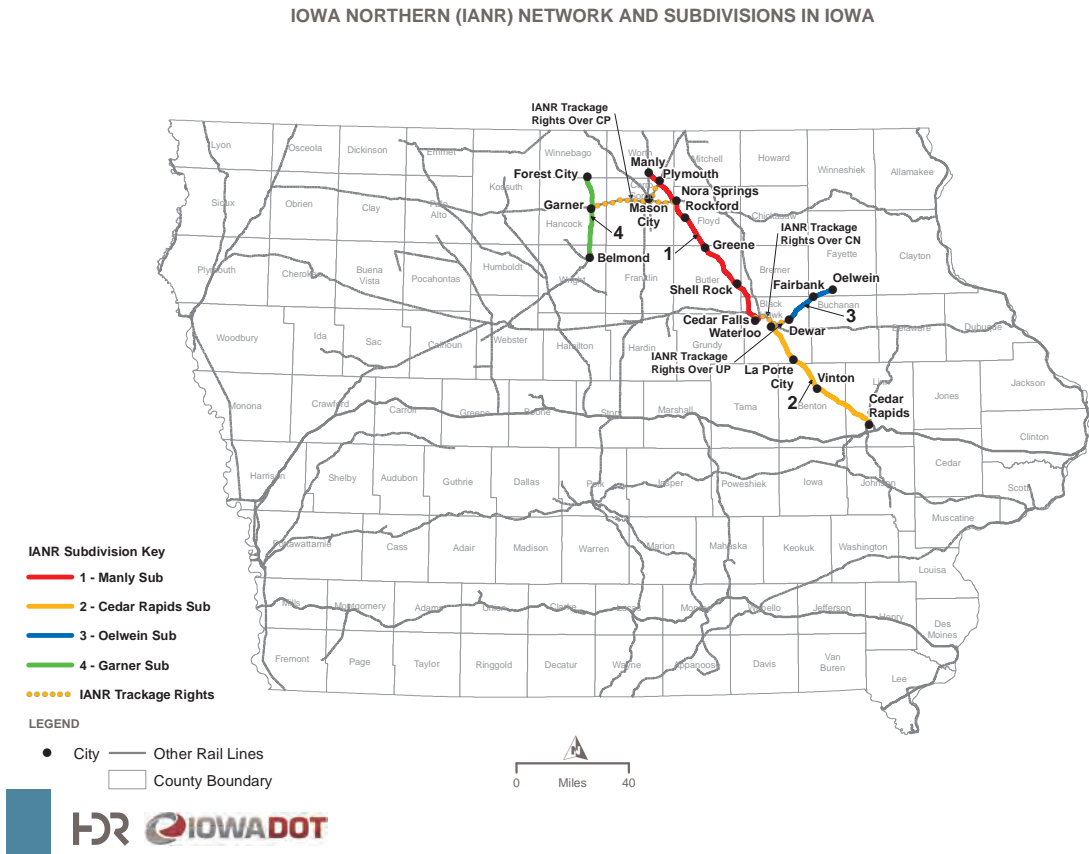 IOWA NORTHERN (IANR) NETWORK AND SUBDIVISIONS IN IOWA
IANR Trackage
Rights Over CP
Lyon
Osceola
Dickinson
Emmet
Winnebago
Worth
Mitchell
Howard
Winneshiek
Allamakee
Manly
Plymouth
Forest City
Kossuth
Nora Springs
Rockford
Sioux
Obrien
Clay
Palo
Alto
Garner
Hancock
Cerro
Gordo
Mason
City
Floyd
Chickasaw
4
1
Greene
IANR Trackage
Rights Over CN
Fayette
Clayton
Plymouth
Cherokee
Buena
Vista
Pocahontas
Humboldt
Wright
Belmond
Franklin
Butler
Bremer
Shell Rock
Fairbank
Oelwein
Buchanan
3
Black
Hawk
Cedar Falls
Waterloo
Dewar
Delaware
Dubuque
Woodbury
Ida
Sac
Calhoun
Webster
Hamilton
Hardin
Grundy
IANR Trackage
Rights Over UP
La Porte
City
Vinton
2
Benton
Linn
Cedar
Rapids
Jones
Jackson
Monona
Crawford
Carroll
Greene
Boone
Story
Marshall
Tama
Clinton
Harrison
Shelby
Audubon
Guthrie
Dallas
Polk
Jasper
Poweshiek
Iowa
Johnson
Cedar
Scott
Muscatine
Pottawattamie
Cass
Adair
Madison
Warren
Marion
Mahaska
Keokuk
Washington
Louisa
Mills
Montgomery
Adams
Union
Clarke
Lucas
Monroe
Wapello
Jefferson
Henry
Des
Moines
Fremont
Page
Taylor
Ringgold
Decatur
Wayne
Appanoose
Davis
Van
Buren
Lee
IANR Subdivision Key
1 - Manly Sub
2 - Cedar Rapids Sub
3 - Oelwein Sub
4 - Garner Sub
IANR Trackage Rights
LEGEND
City
Other Rail Lines
County Boundary
N
0 Miles 40
HDR
IOWADOT